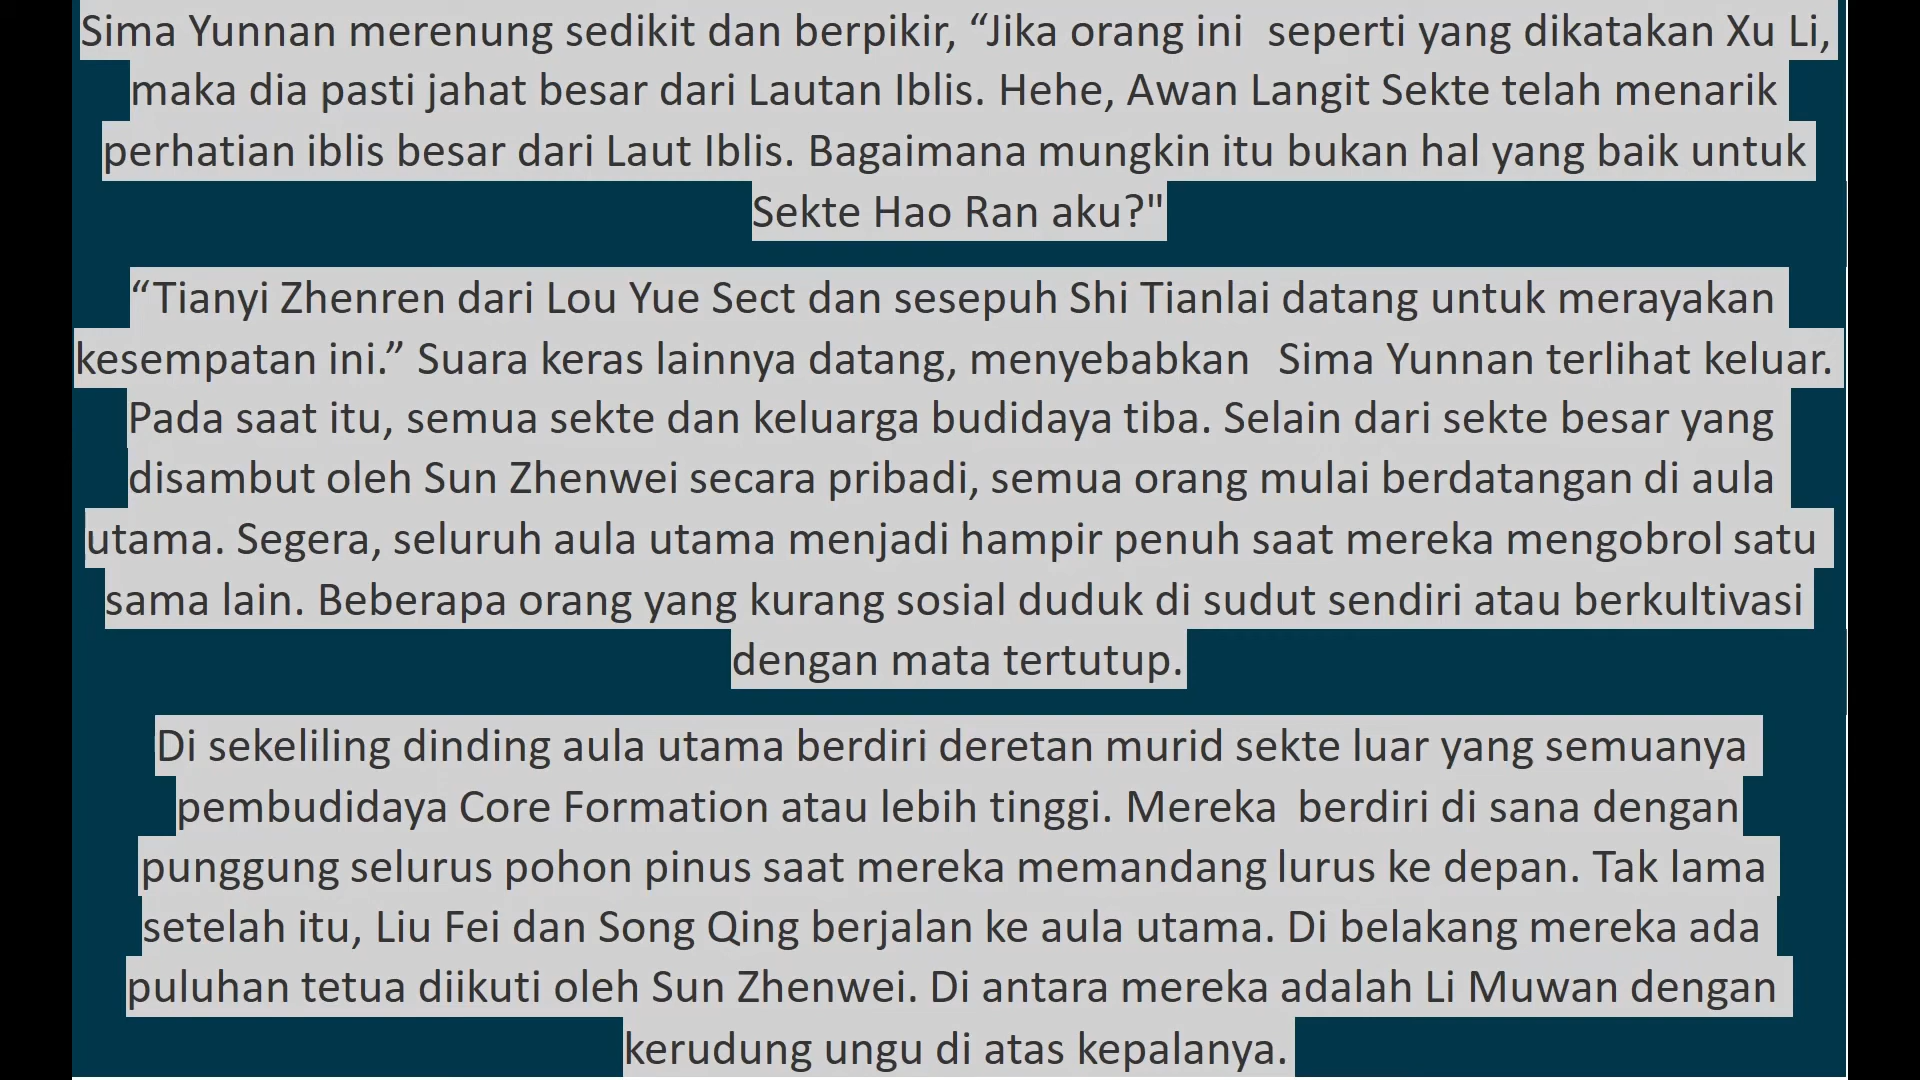 Sima Yunnan merenung sedikit dan berpikir, “Jika orang ini  seperti yang dikatakan Xu Li,
maka dia pasti jahat besar dari Lautan Iblis. Hehe, Awan Langit Sekte telah menarik
perhatian iblis besar dari Laut Iblis. Bagaimana mungkin itu bukan hal yang baik untuk
Sekte Hao Ran aku?"
“Tianyi Zhenren dari Lou Yue Sect dan sesepuh Shi Tianlai datang untuk merayakan
kesempatan ini.” Suara keras lainnya datang, menyebabkan  Sima Yunnan terlihat keluar.
Pada saat itu, semua sekte dan keluarga budidaya tiba. Selain dari sekte besar yang
disambut oleh Sun Zhenwei secara pribadi, semua orang mulai berdatangan di aula
utama. Segera, seluruh aula utama menjadi hampir penuh saat mereka mengobrol satu
sama lain. Beberapa orang yang kurang sosial duduk di sudut sendiri atau berkultivasi
dengan mata tertutup.
Di sekeliling dinding aula utama berdiri deretan murid sekte luar yang semuanya
pembudidaya Core Formation atau lebih tinggi. Mereka  berdiri di sana dengan
punggung selurus pohon pinus saat mereka memandang lurus ke depan. Tak lama
setelah itu, Liu Fei dan Song Qing berjalan ke aula utama. Di belakang mereka ada
puluhan tetua diikuti oleh Sun Zhenwei. Di antara mereka adalah Li Muwan dengan
kerudung ungu di atas kepalanya.